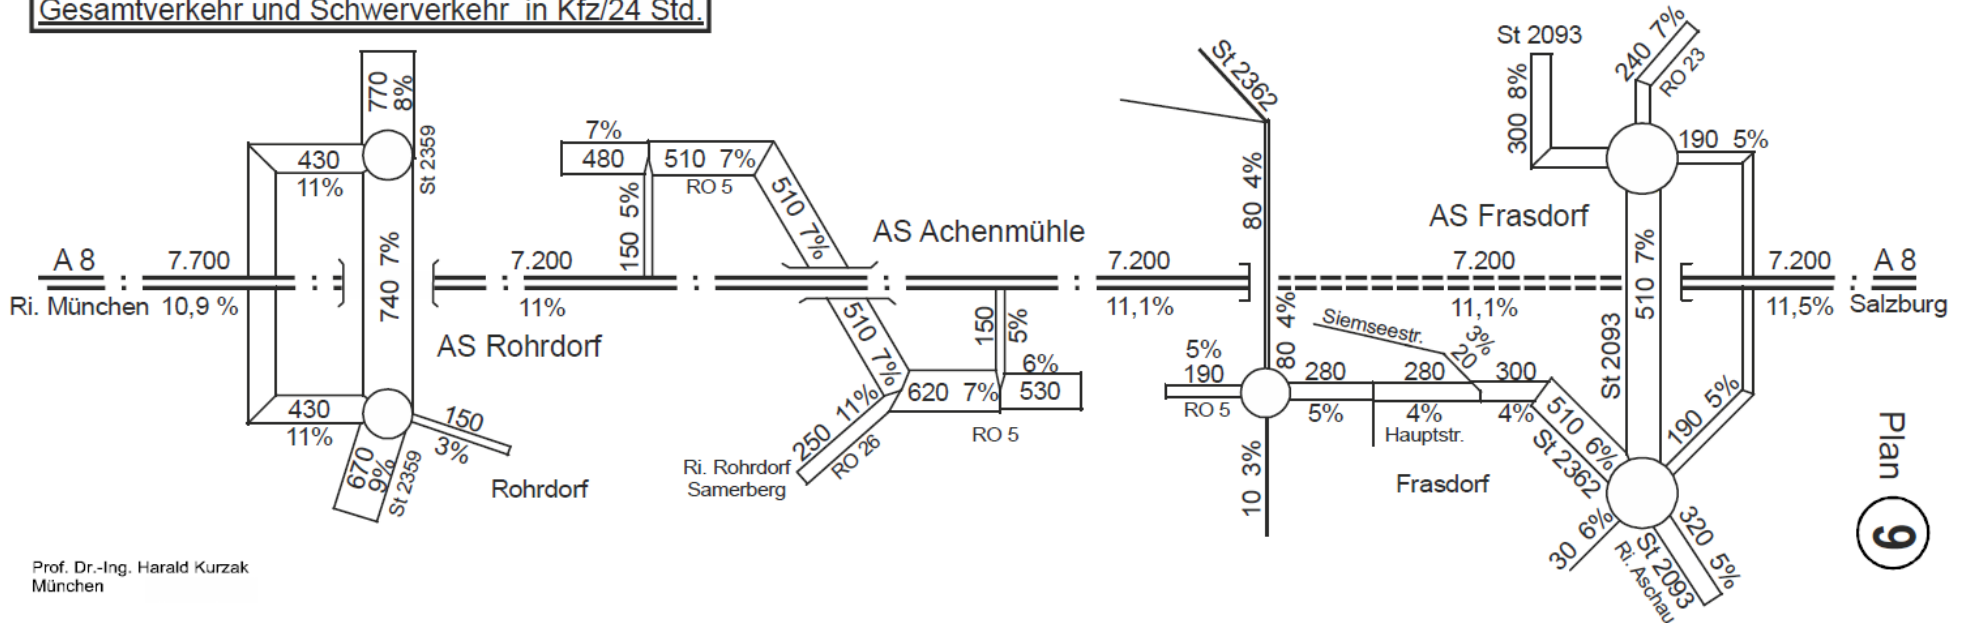 Gesamtverkehr und Schwerverkehr in Kfz/24 Std.
770
8%
St 2359
430
11%
740 7%
A 8
7.700
Ri. München 10,9 %
430
11%
150
3%
670
9%
St 2359
AS Rohrdorf
Rohrdorf
7.200
11%
7%
480
510 7%
RO 5
150 5%
510 7%
510 7%
AS Achenmühle
150
5%
6%
530
620 7%
RO 5
250 11%
RO 26
Ri. Rohrdorf
Samerberg
7.200
11,1%
St 2362
80 4%
80 4%
5%
190
RO 5
10 3%
280
5%
280
4%
Hauptstr.
Siemseestr.
3%
20
300
4%
510 6%
St 2362
Frasdorf
7.200
11,1%
AS Frasdorf
St 2093
300 8%
240 7%
RO 23
190 5%
510 7%
St 2093
190 5%
30 6%
St 2093
Ri. Aschau
320 5%
7.200
A 8
11,5%
Salzburg
Plan
9
Prof. Dr.-Ing. Harald Kurzak
München